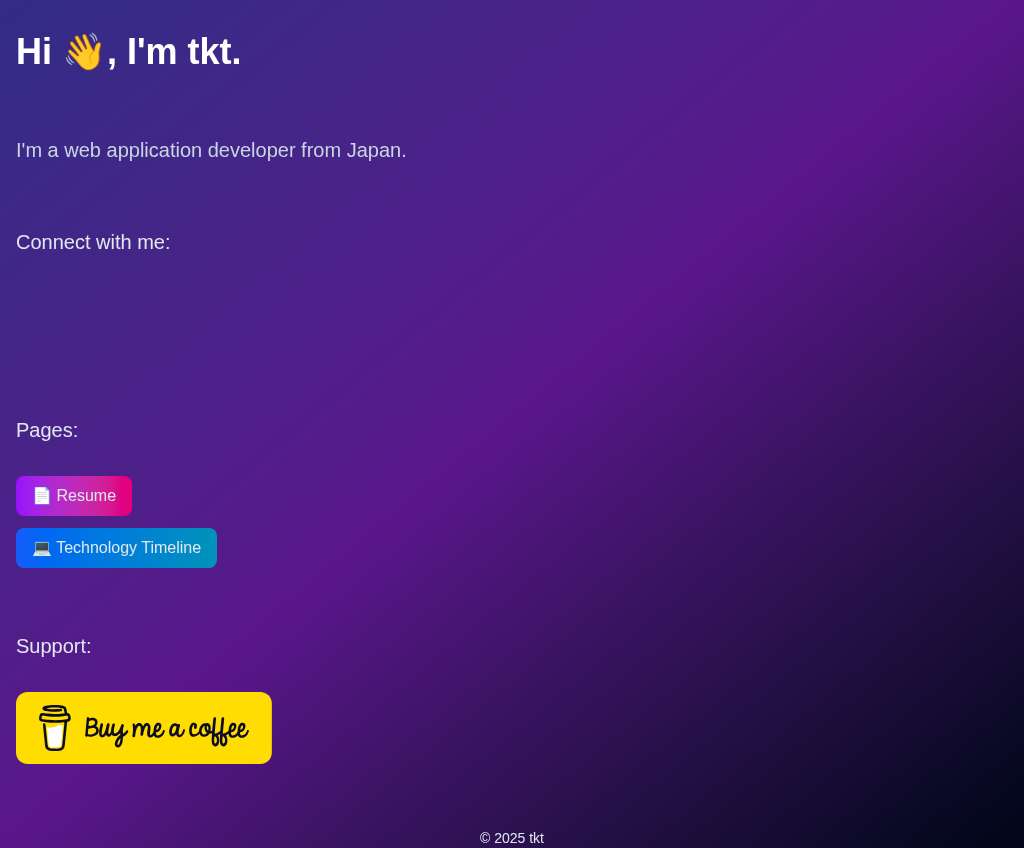 Hi 👋, I'm tkt.
I'm a web application developer from Japan.
Connect with me:
Pages:
📄 Resume
💻 Technology Timeline
Support:
Buy me a coffee
© 2025 tkt